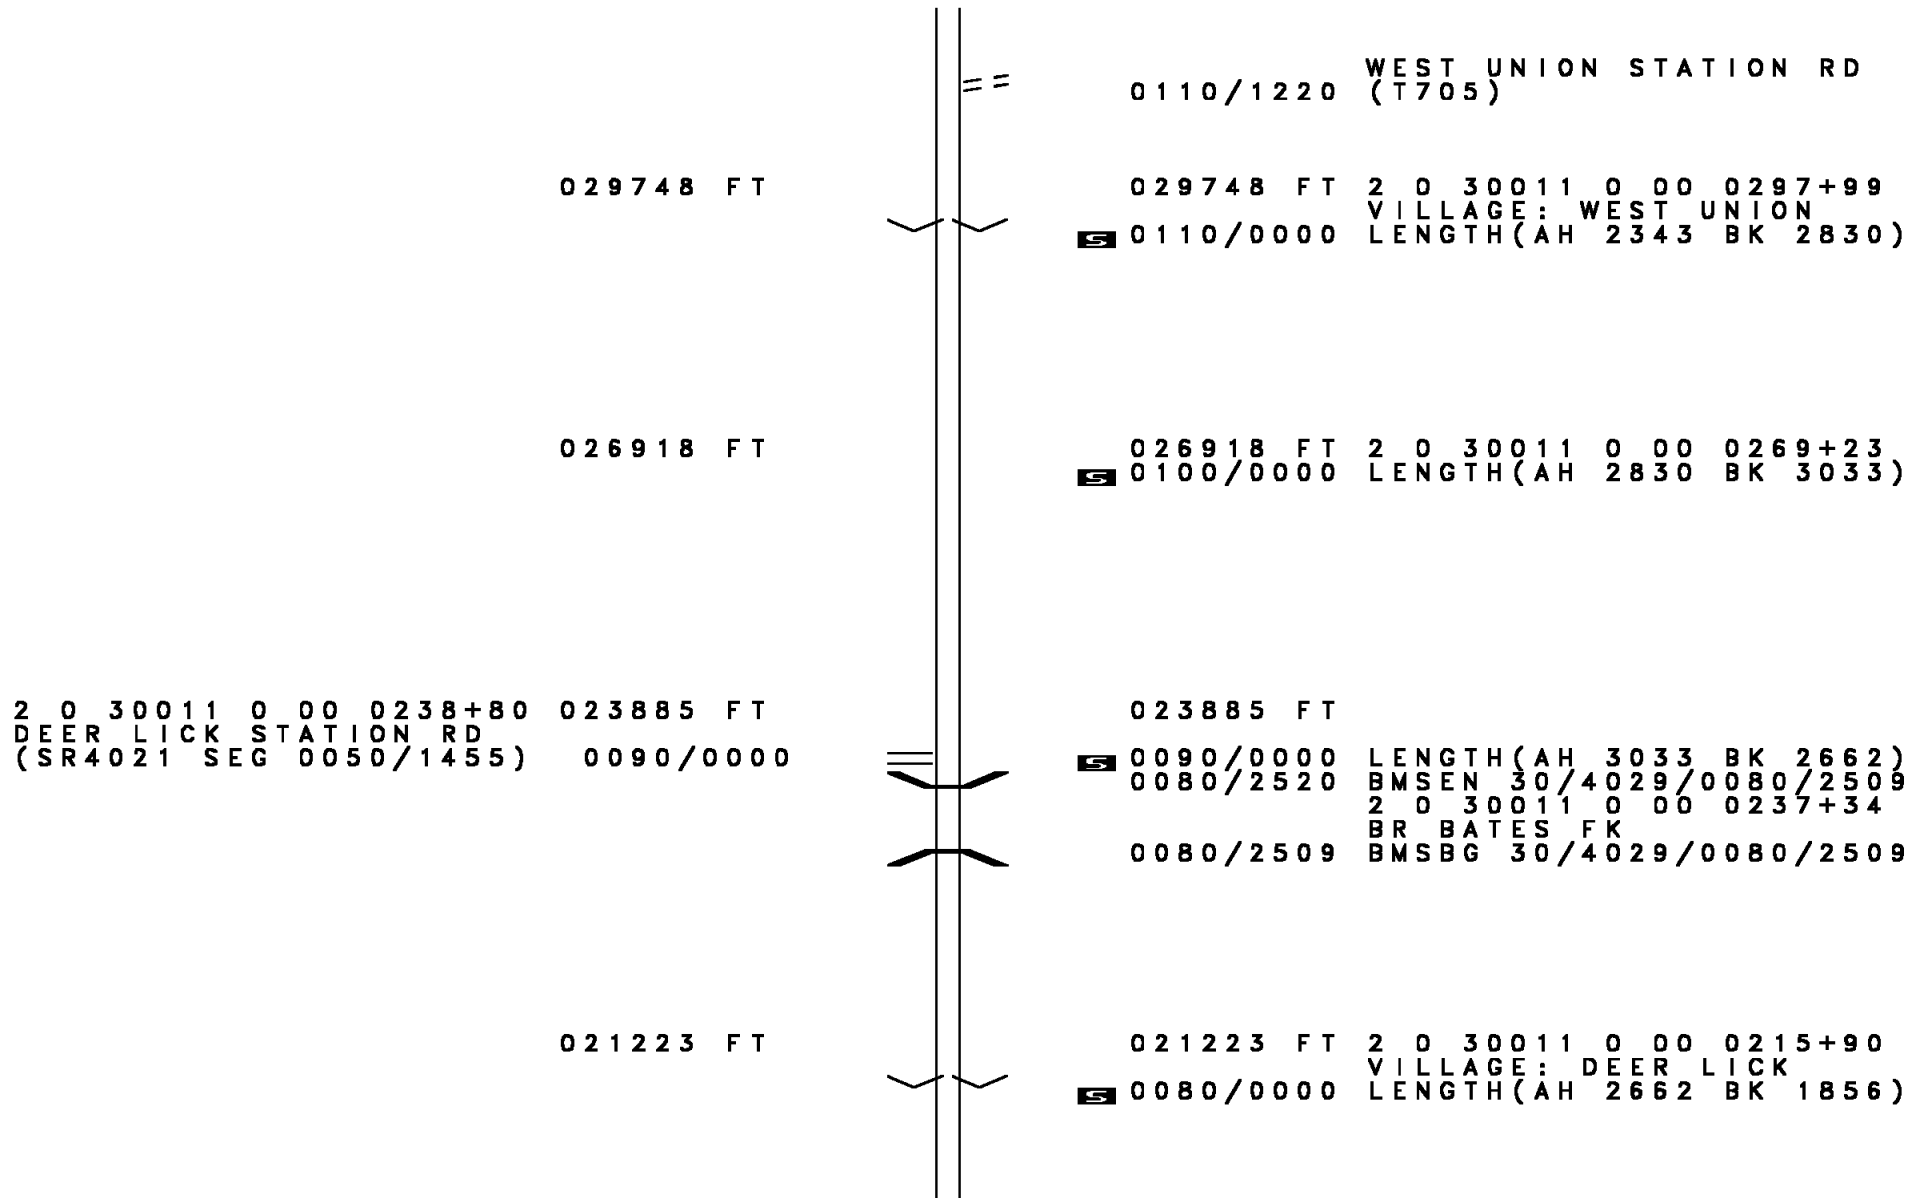 WEST UNION STATION RD
0110/1220 (T705)
029748 FT 029748 FT 2 0 30011 0 00 0297+99
VILLAGE: WEST UNION
S 0110/0000 LENGTH(AH 2343 BK 2830)
026918 FT 026918 FT 2 0 30011 0 00 0269+23
S 0100/0000 LENGTH(AH 2830 BK 3033)
2 0 30011 0 00 0238+80 023885 FT 023885 FT
DEER LICK STATION RD
(SR4021 SEG 0050/1455) 0090/0000 S 0090/0000 LENGTH(AH 3033 BK 2662)
0080/2520 BMSEN 30/4029/0080/2509
2 0 30011 0 00 0237+34
BR BATES FK
0080/2509 BMSBG 30/4029/0080/2509
021223 FT 021223 FT 2 0 30011 0 00 0215+90
VILLAGE: DEER LICK
S 0080/0000 LENGTH(AH 2662 BK 1856)